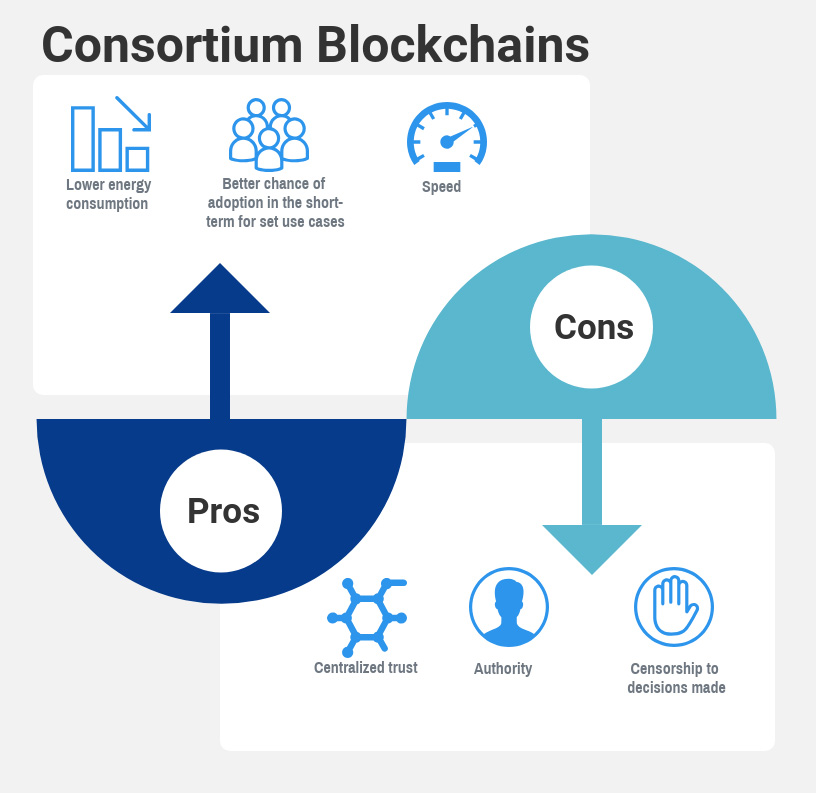 Consortium Blockchains
Lower energy
consumption
Better chance of
adoption in the short-
term for set use cases
Speed
Cons
Pros
Centralized trust
Authority
Censorship to
decisions made